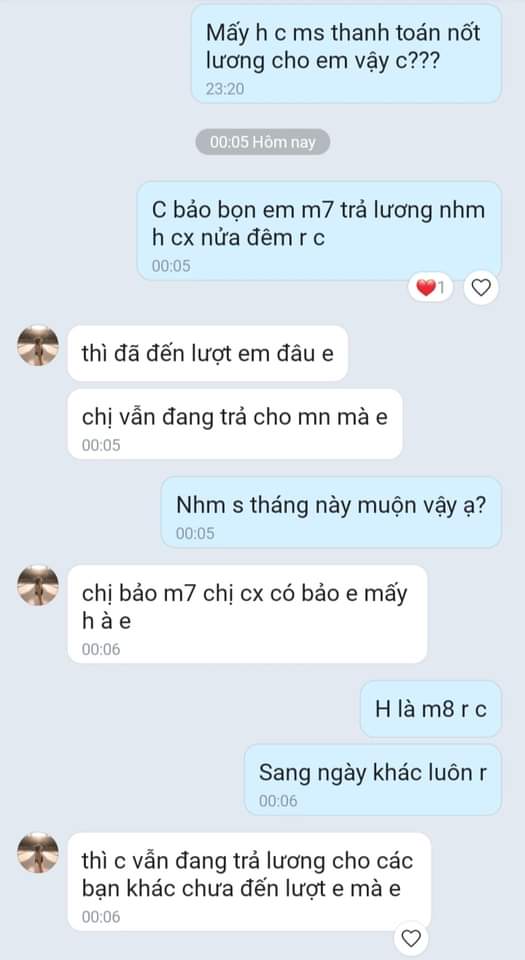 Mấy h c ms thanh toán nốt
lương cho em vậy c???
23:20
00:05 Hôm nay
C bảo bọn em m7 trả lương nhm
h cx nửa đêm r c
00:05
1
thì đã đến lượt em đâu e
chị vẫn đang trả cho mn mà e
00:05
Nhm s tháng này muộn vậy ạ?
00:05
chị bảo m7 chị cx có bảo e mấy
h à e
00:06
H là m8 r c
Sang ngày khác luôn r
00:06
thì c vẫn đang trả lương cho các
bạn khác chưa đến lượt e mà e
00:06